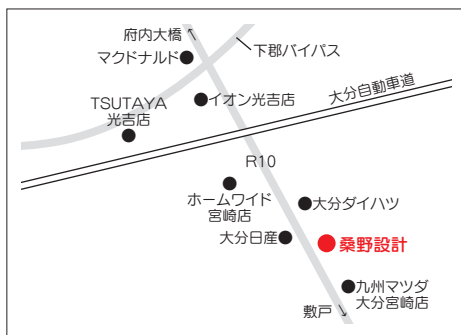 府内大橋↖
マクドナルド
下郡バイパス
イオン光吉店
大分自動車道
TSUTAYA
光吉店
R10
ホームワイド
宮崎店
大分ダイハツ
大分日産
桑野設計
九州マツダ
大分宮崎店
敷戸↘